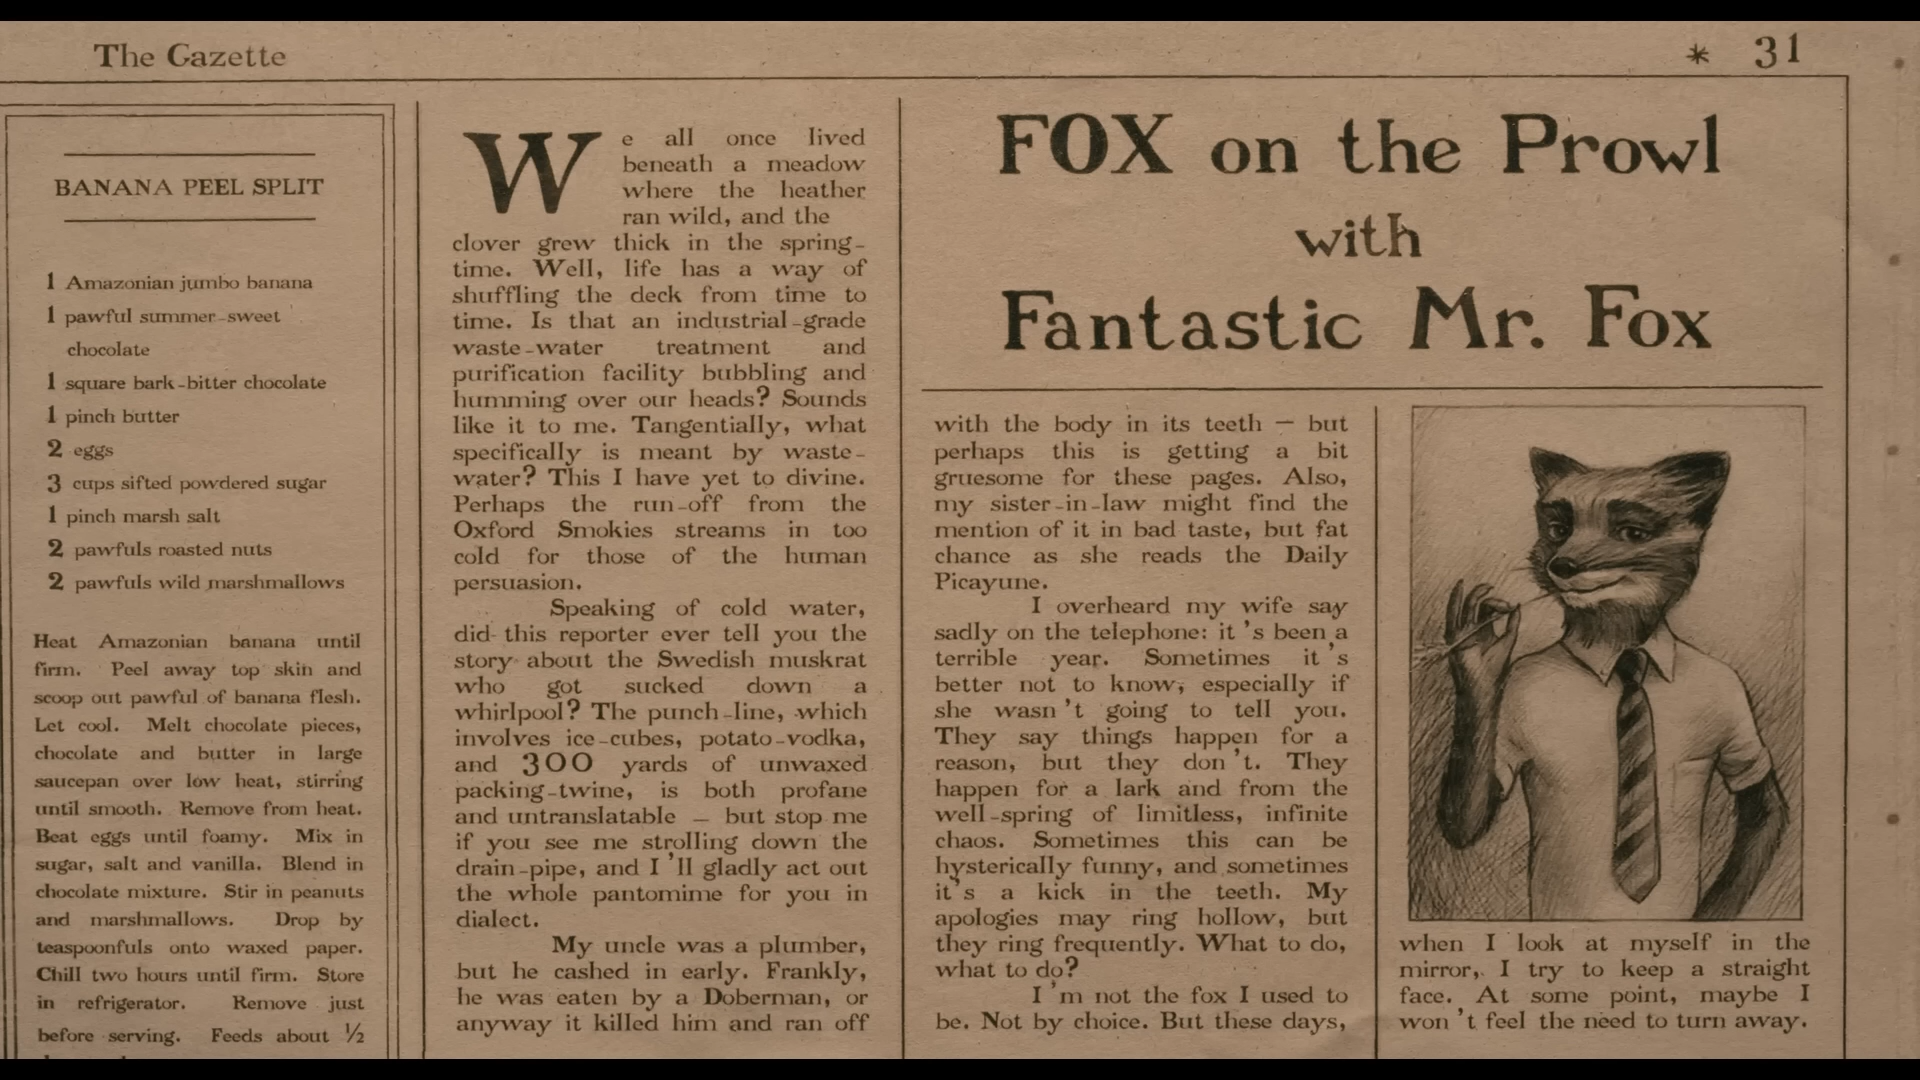 The Gazette
* 31
BANANA PEEL SPLIT
1 Amazonian jumbo banana
1 pawful summer-sweet
chocolate
1 square bark-bitter chocolate
1 pinch butter
2 eggs
3 cups sifted powdered sugar
1 pinch marsh salt
2 pawfuls roasted nuts
2 pawfuls wild marshmallows
Heat Amazonian banana until
firm. Peel away top skin and
scoop out pawful of banana flesh.
Let cool. Melt chocolate pieces,
chocolate and butter in large
saucepan over low heat, stirring
until smooth. Remove from heat.
Beat eggs until foamy. Mix in
sugar, salt and vanilla. Blend in
chocolate mixture. Stir in peanuts
and marshmallows. Drop by
teaspoonfuls onto waxed paper.
Chill two hours until firm. Store
in refrigerator. Remove just
before serving. Feeds about ½
FOX on the Prowl
with
Fantastic Mr. Fox
We all once lived
beneath a meadow
where the heather
ran wild, and the
clover grew thick in the spring-
time. Well, life has a way of
shuffling the deck from time to
time. Is that an industrial-grade
waste-water treatment and
purification facility bubbling and
humming over our heads? Sounds
like it to me. Tangentially, what
specifically is meant by waste-
water? This I have yet to divine.
Perhaps the run-off from the
Oxford Smokies streams in too
cold for those of the human
persuasion.
Speaking of cold water,
did this reporter ever tell you the
story about the Swedish muskrat
who got sucked down a
whirlpool? The punch-line, which
involves ice-cubes, potato-vodka,
and 300 yards of unwaxed
packing-twine, is both profane
and untranslatable — but stop me
if you see me strolling down the
drain-pipe, and I'll gladly act out
the whole pantomime for you in
dialect.
My uncle was a plumber,
but he cashed in early. Frankly,
he was eaten by a Doberman, or
anyway it killed him and ran off
with the body in its teeth — but
perhaps this is getting a bit
gruesome for these pages. Also,
my sister-in-law might find the
mention of it in bad taste, but fat
chance as she reads the Daily
Picayune.
I overheard my wife say
sadly on the telephone: it's been a
terrible year. Sometimes it's
better not to know, especially if
she wasn't going to tell you.
They say things happen for a
reason, but they don't. They
happen for a lark and from the
well-spring of limitless, infinite
chaos. Sometimes this can be
hysterically funny, and sometimes
it's a kick in the teeth. My
apologies may ring hollow, but
they ring frequently. What to do,
what to do?
I'm not the fox I used to
be. Not by choice. But these days,
when I look at myself in the
mirror, I try to keep a straight
face. At some point, maybe I
won't feel the need to turn away.